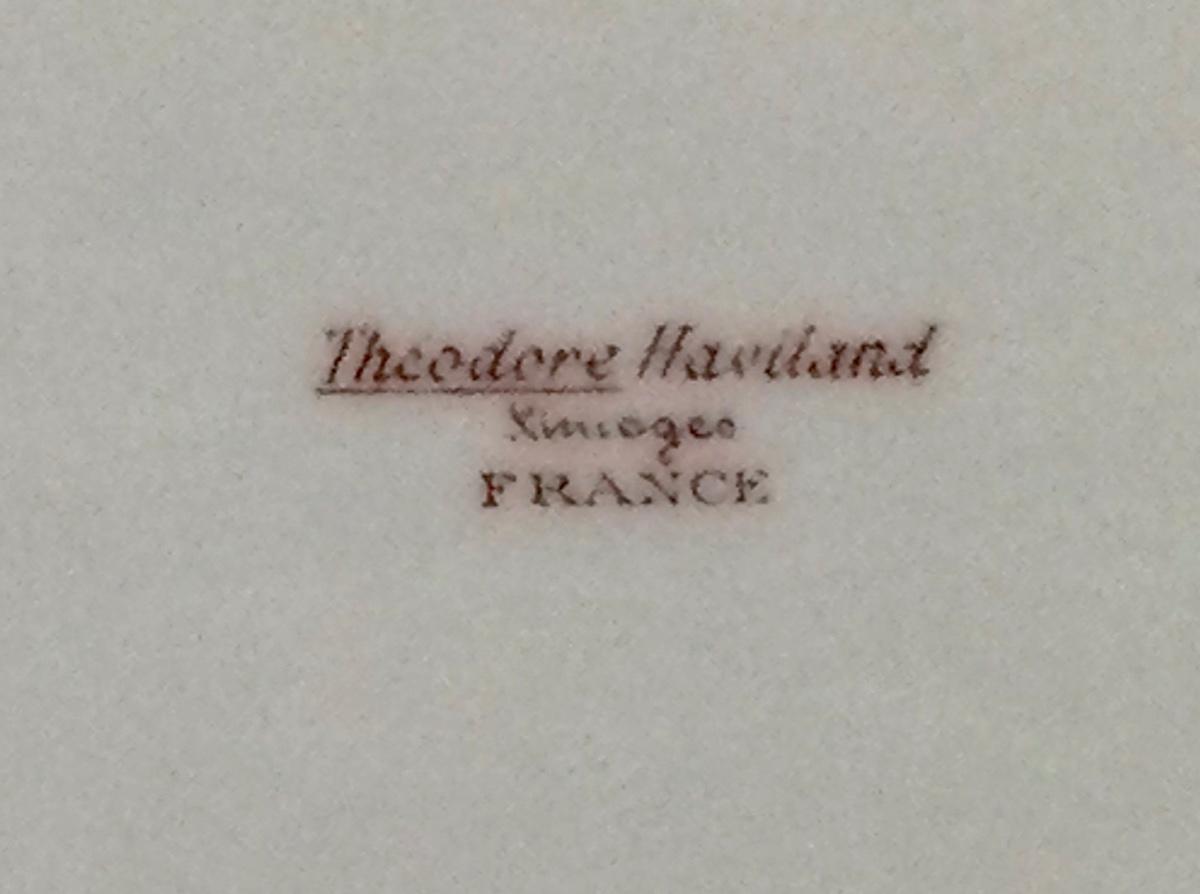 Theodore Haviland
Limoges
FRANCE